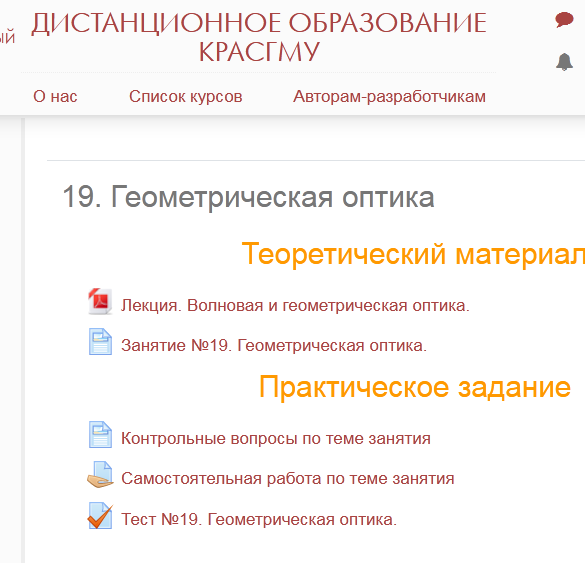 ДИСТАНЦИОННОЕ ОБРАЗОВАНИЕ
КРАСГМУ
ый
О нас
Список курсов
Авторам-разработчикам
19. Геометрическая оптика
Теоретический материал
Лекция. Волновая и геометрическая оптика.
Занятие №19. Геометрическая оптика.
Практическое задание
Контрольные вопросы по теме занятия
Самостоятельная работа по теме занятия
Тест №19. Геометрическая оптика.